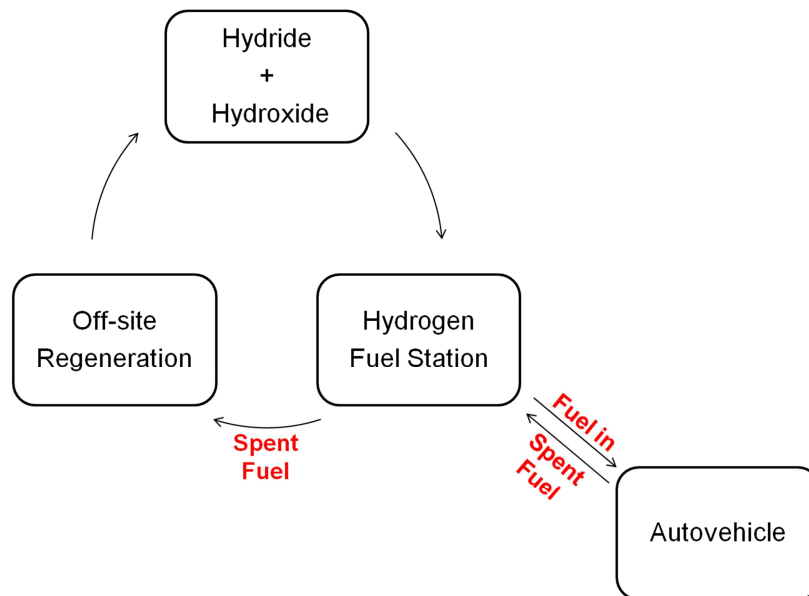 Hydride
+
Hydroxide
Off-site
Regeneration
Hydrogen
Fuel Station
Spent
Fuel
Fuel in
Spent
Fuel
Autovehicle